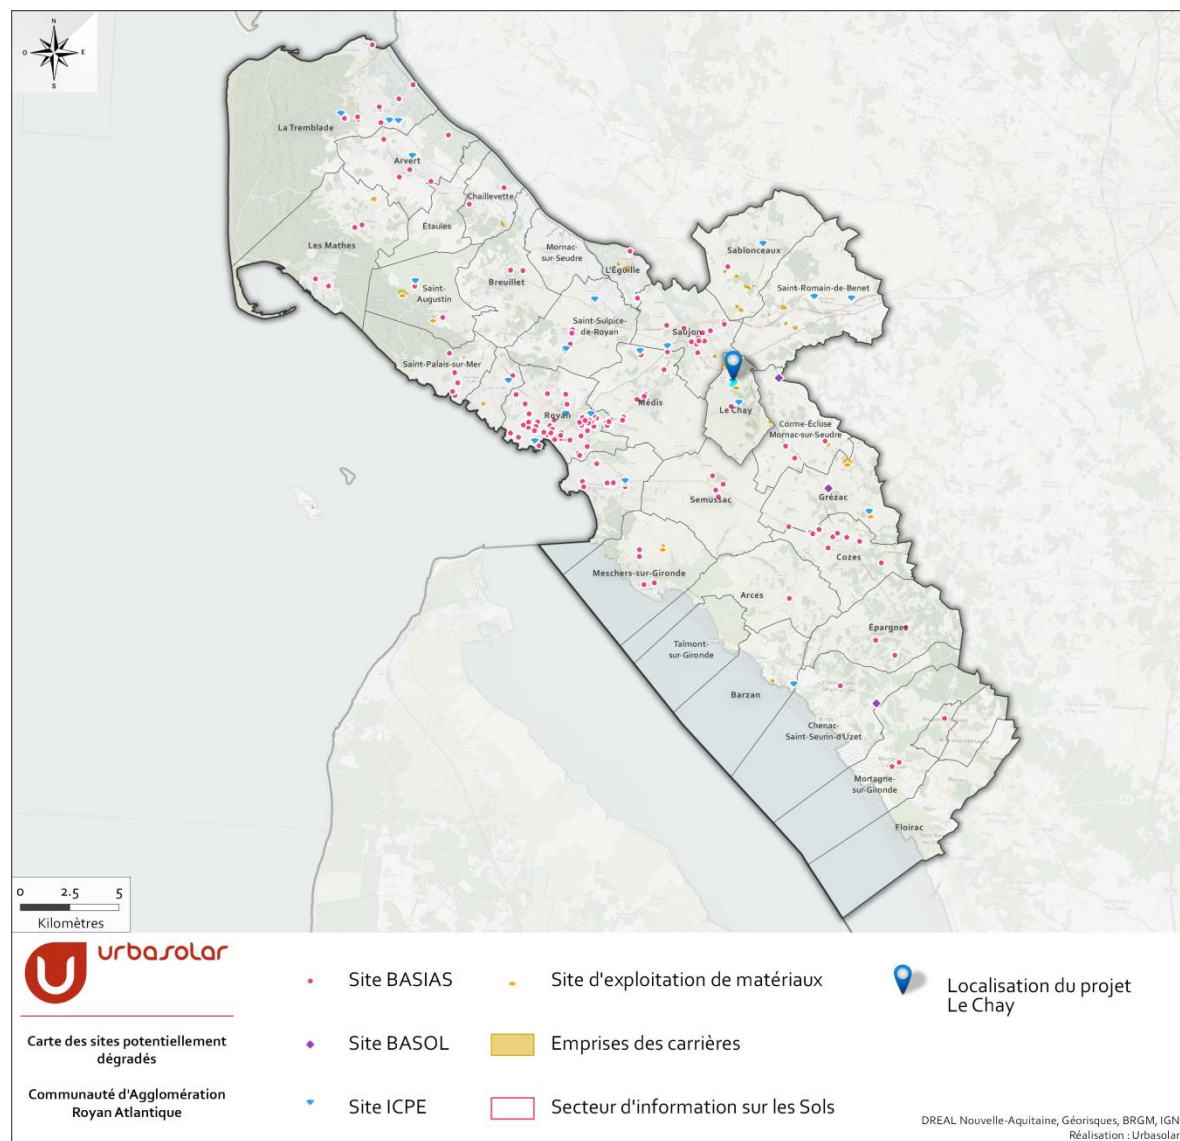 N
O
E
S
La Tremblade
Arvert
Chaillevette
Étaules
Les Mathes
Mornac-
sur-Seudre
L'Éguille
Sablonceaux
Breuillet
Saint-
Augustin
Saint-Romain-de-Benet
Saint-Sulpice-
de-Royan
Saujon
Saint-Palais-sur-Mer
Royan
Médis
Le Chay
Corme-Écluse
Mornac-sur-Seudre
Semussac
Grézac
Cozes
Meschers-sur-Gironde
Arces
Épargnes
Talmont-
sur-Gironde
Barzan
Chenac-
Saint-Seurin-d'Uzet
Mortagne-
sur-Gironde
Floirac
0 2.5 5
Kilomètres
urbasolar
Carte des sites potentiellement
dégradés
Communauté d'Agglomération
Royan Atlantique
Site BASIAS
Site BASOL
Site ICPE
Site d'exploitation de matériaux
Emprises des carrières
Secteur d'information sur les Sols
Localisation du projet
Le Chay
DREAL Nouvelle-Aquitaine, Géorisques, BRGM, IGN
Réalisation : Urbasolar